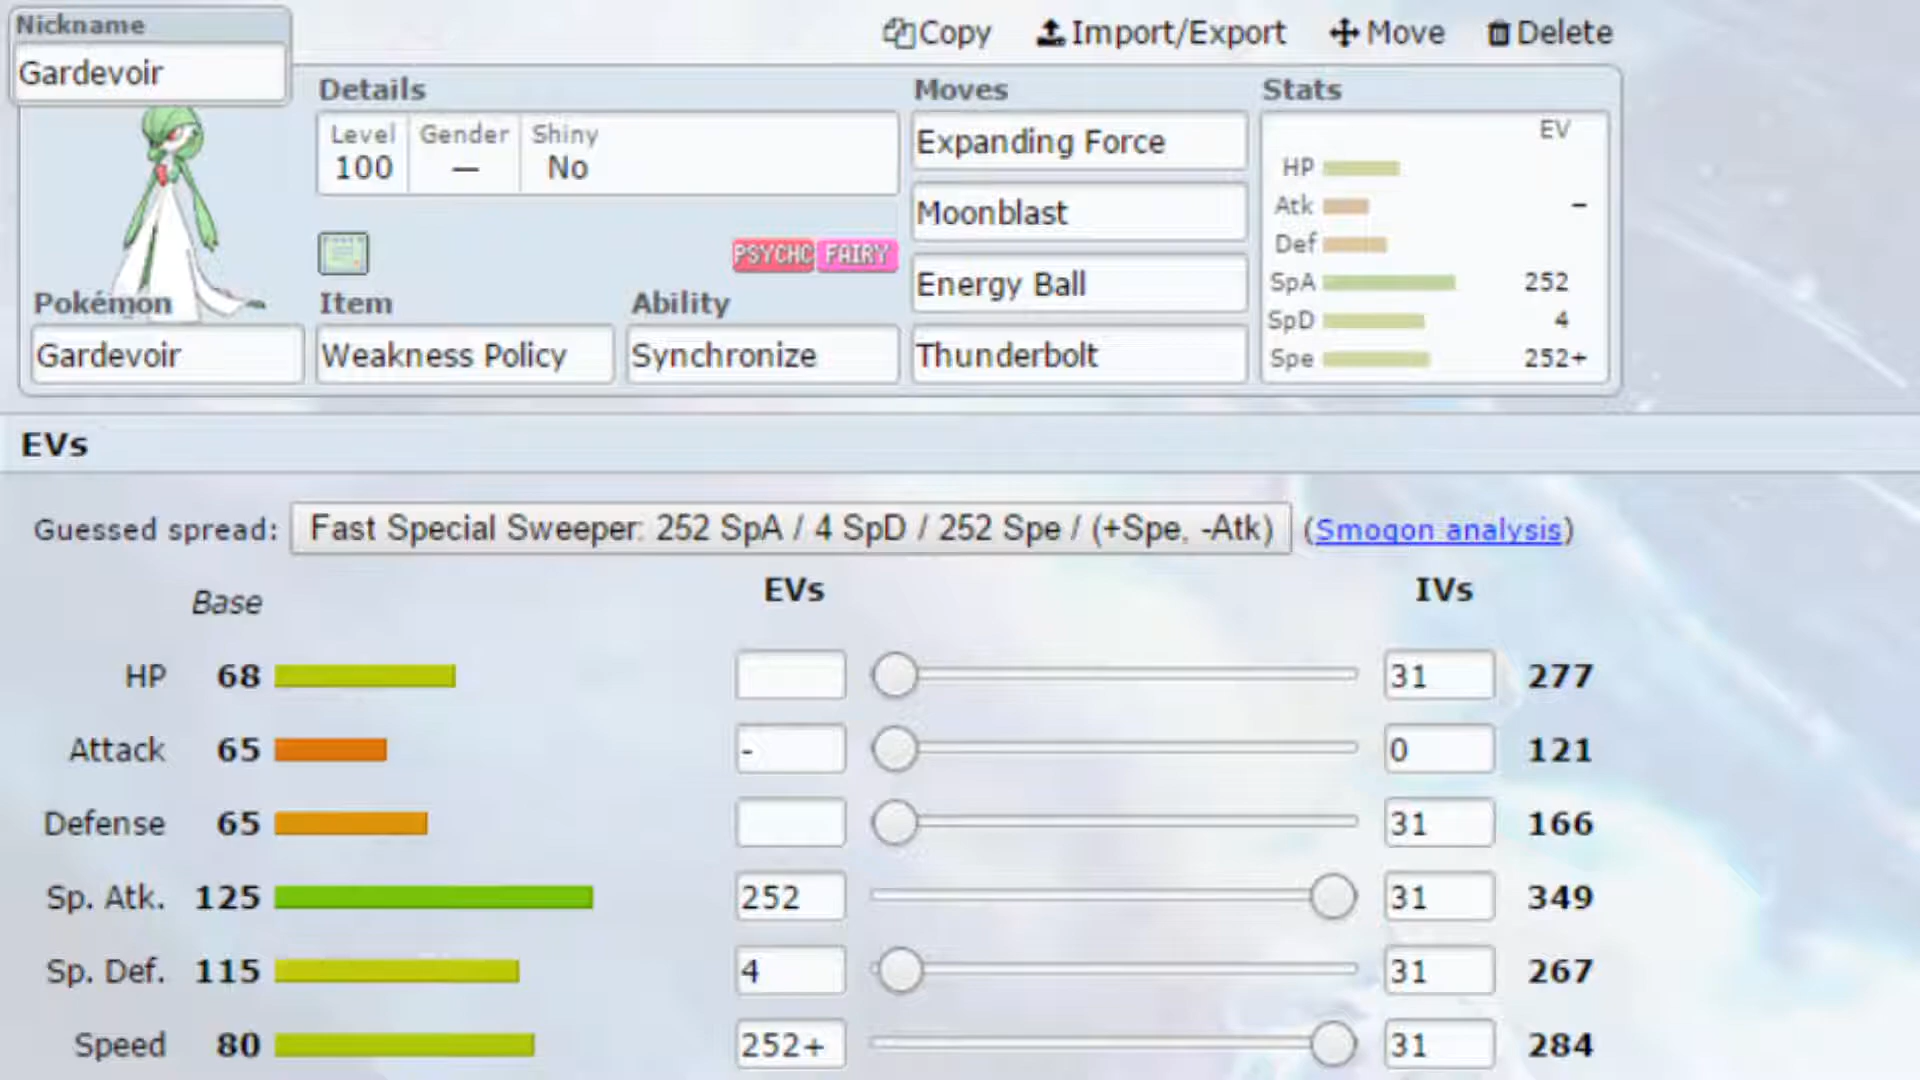 Nickname
Gardevoir
Copy Import/Export Move Delete
Details
Level Gender Shiny
100 — No
PSYCHC FAIRY
Pokémon Item Ability
Gardevoir Weakness Policy Synchronize
Moves
Expanding Force
Moonblast
Energy Ball
Thunderbolt
Stats
EV
HP
Atk –
Def
SpA 252
SpD 4
Spe 252+
EVs
Guessed spread: Fast Special Sweeper: 252 SpA / 4 SpD / 252 Spe / (+Spe, -Atk) (Smogon analysis)
Base EVs IVs
HP 68 31 277
Attack 65 - 0 121
Defense 65 31 166
Sp. Atk. 125 252 31 349
Sp. Def. 115 4 31 267
Speed 80 252+ 31 284